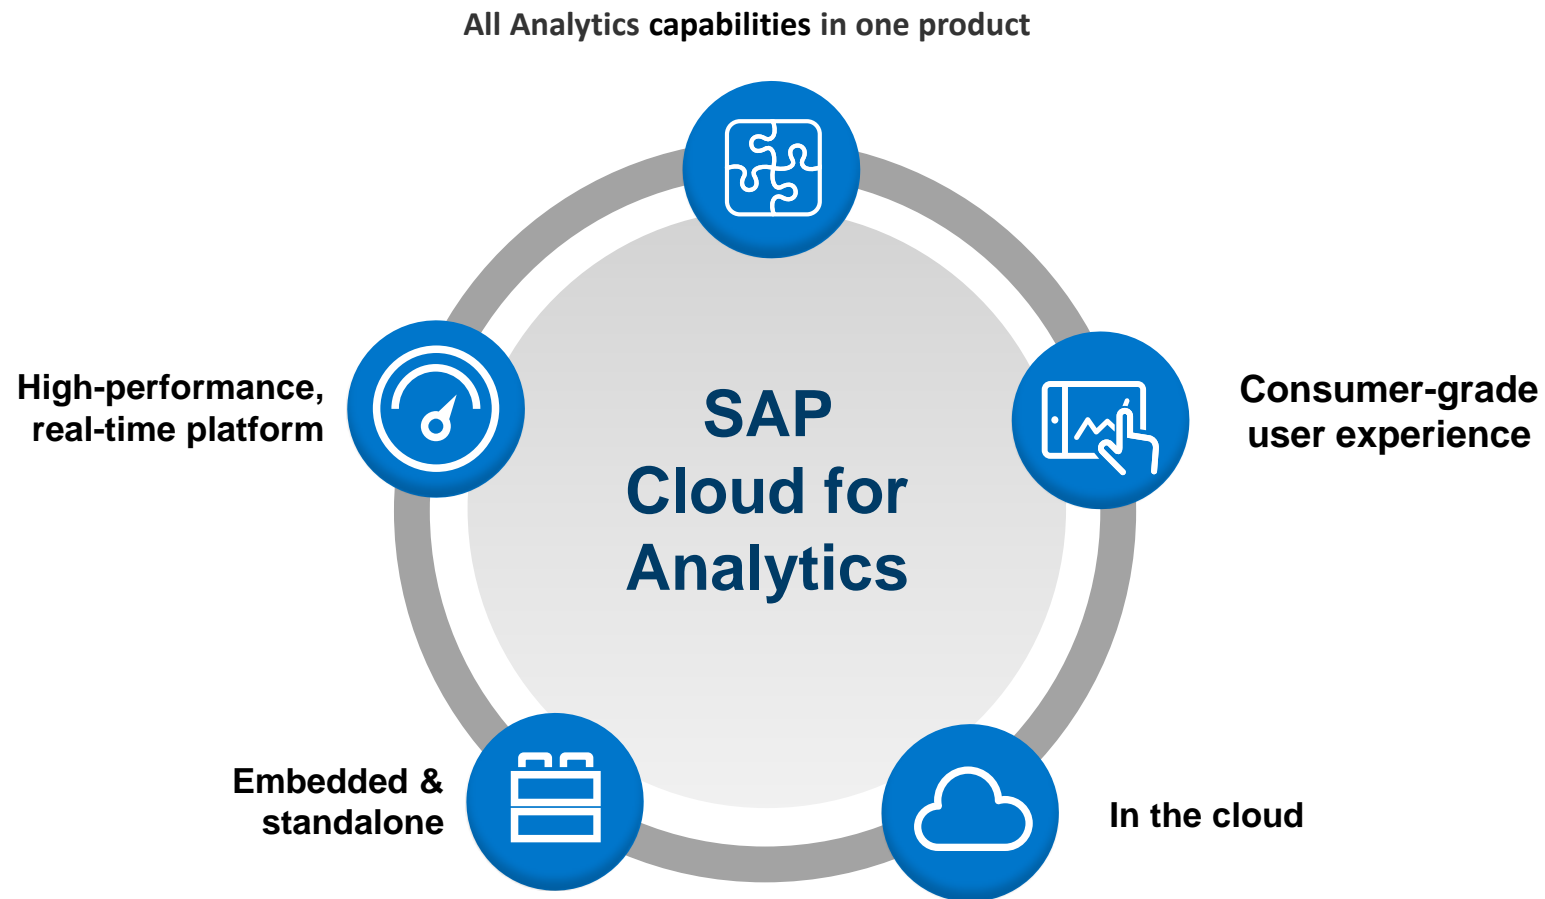 All Analytics capabilities in one product
High-performance,
real-time platform
SAP
Cloud for
Analytics
Consumer-grade
user experience
Embedded &
standalone
In the cloud